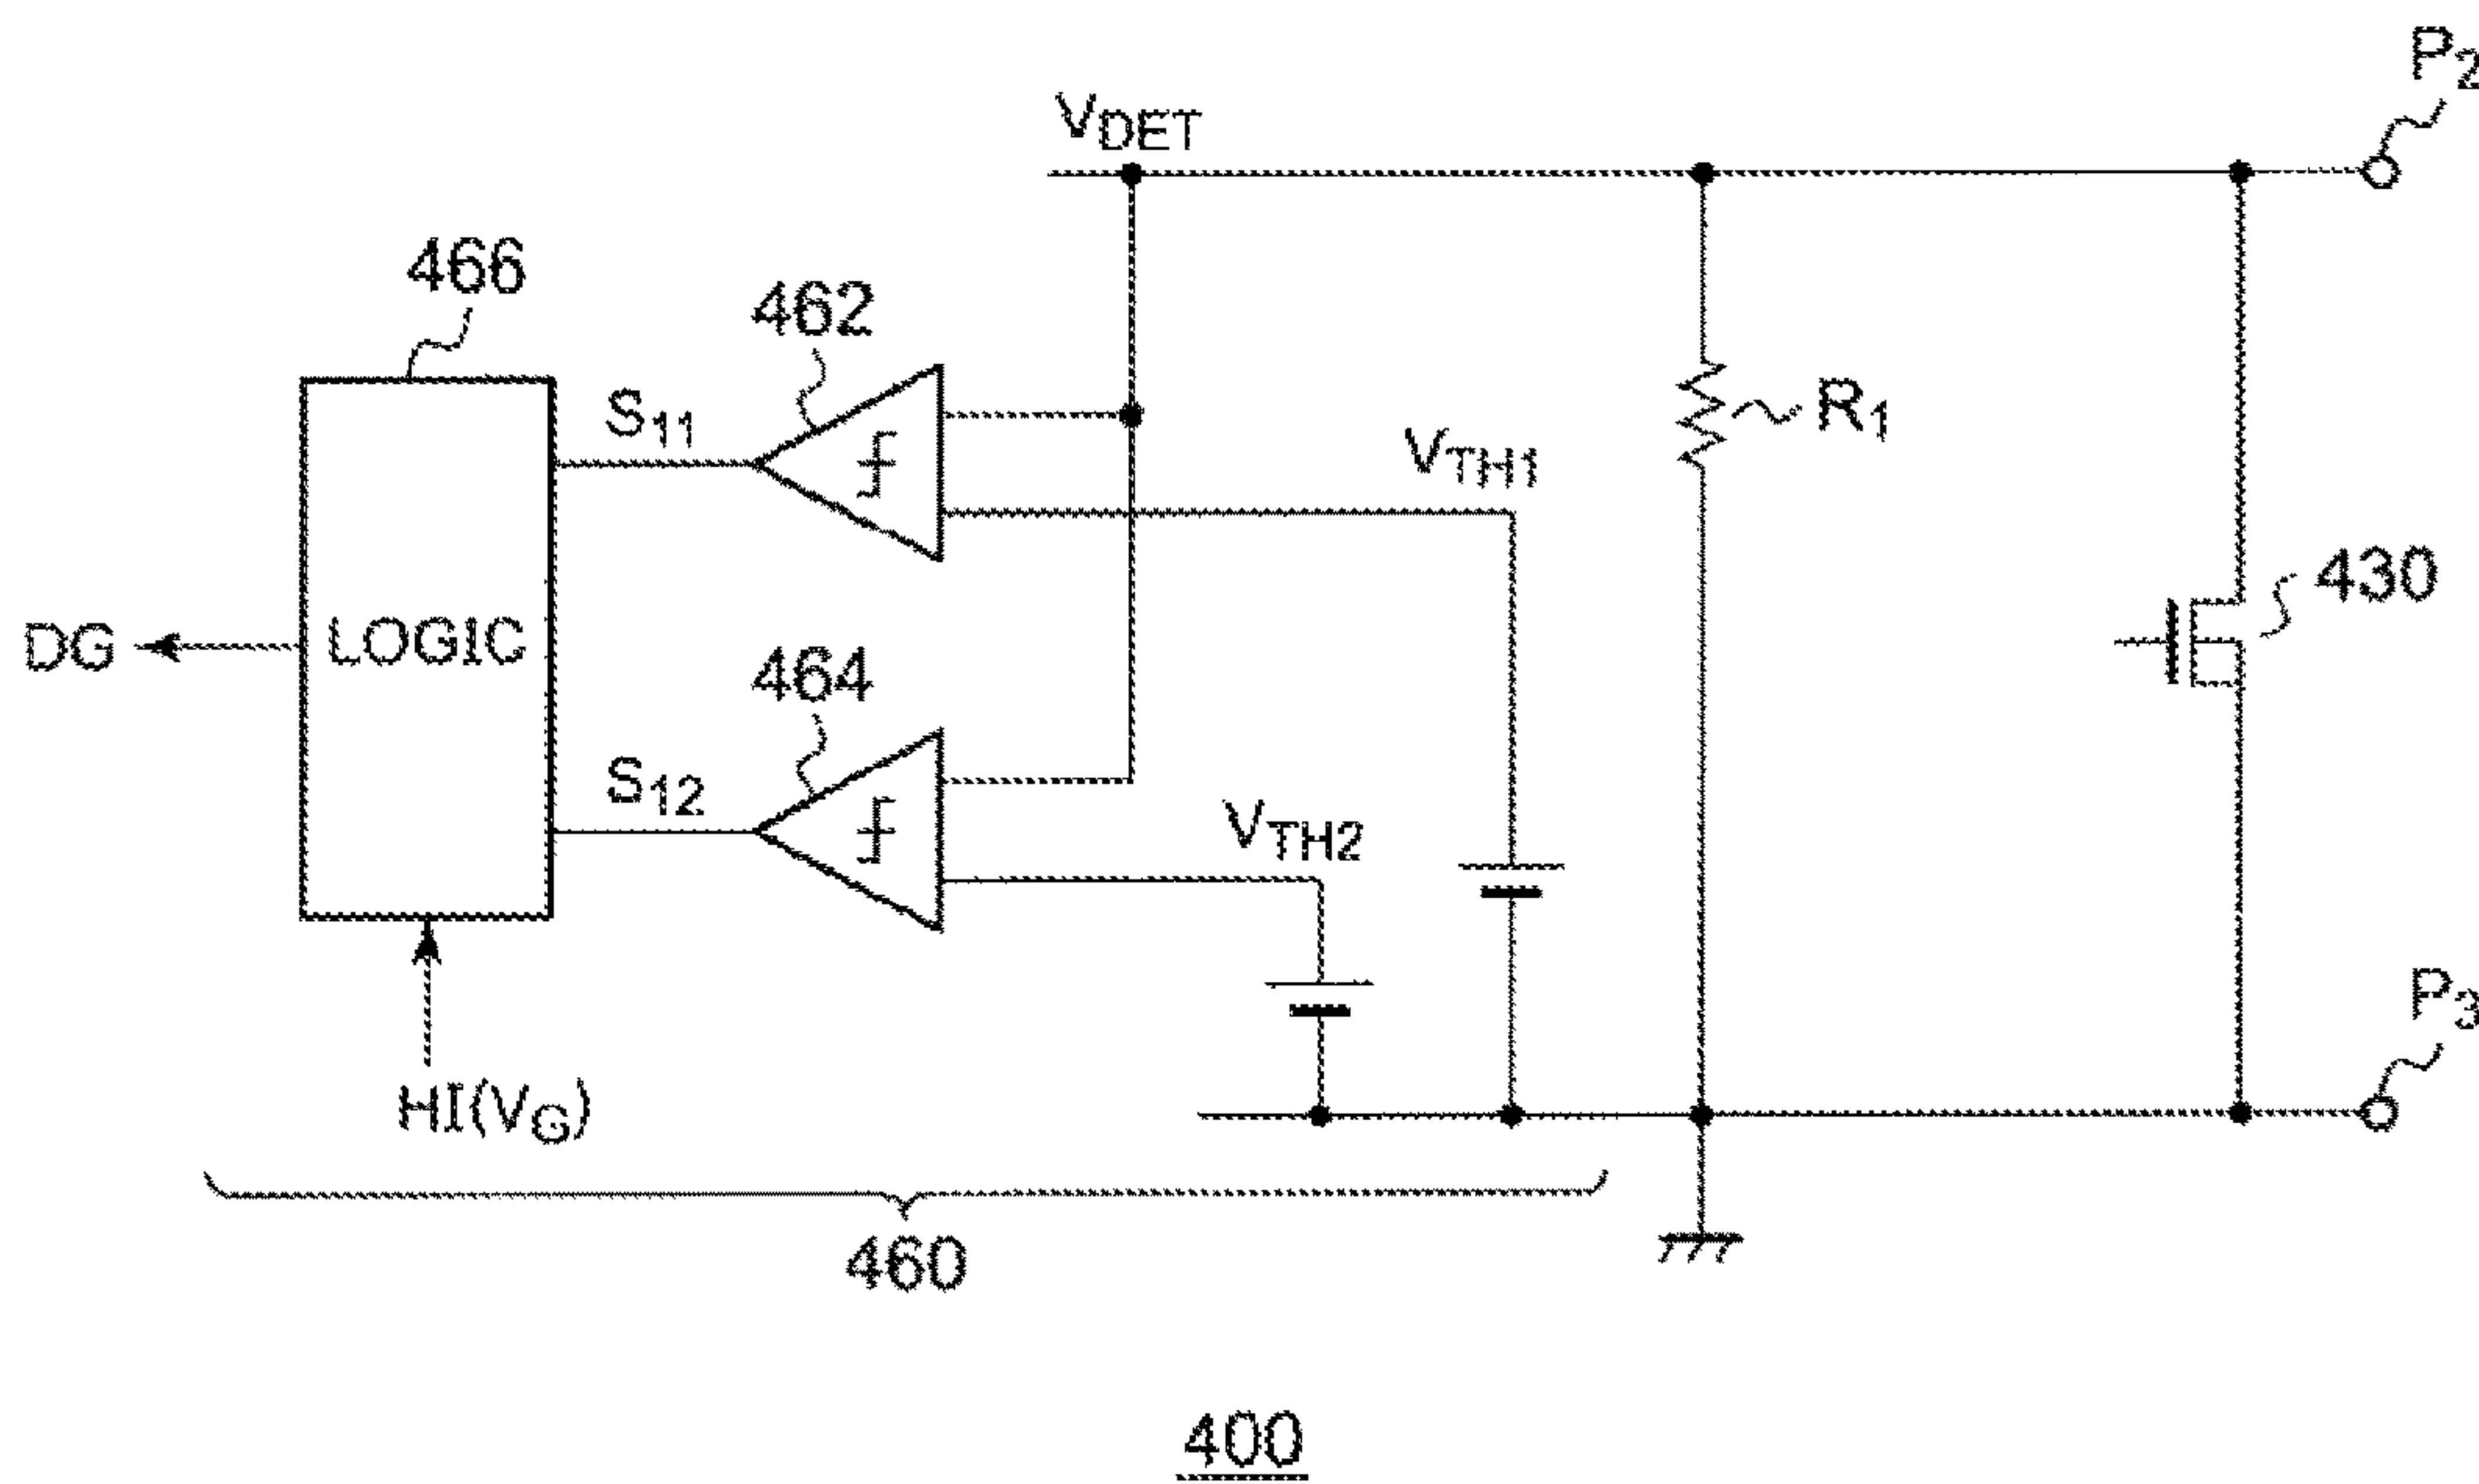 P2
VDET
466
462
S11
R1
VTH1
430
DG
LOGIC
464
S12
VTH2
P3
HI(VG)
460
400